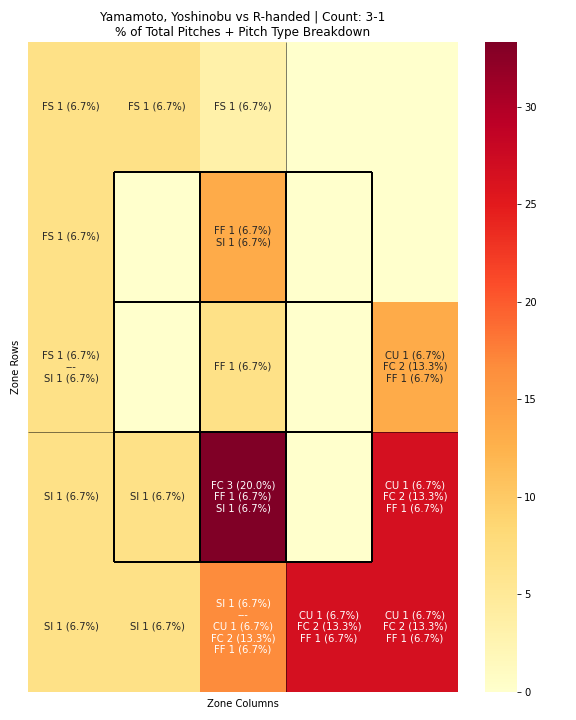 Yamamoto, Yoshinobu vs R-handed | Count: 3-1
% of Total Pitches + Pitch Type Breakdown
FS 1 (6.7%)
FS 1 (6.7%)
FS 1 (6.7%)
FS 1 (6.7%)
FF 1 (6.7%)
SI 1 (6.7%)
FS 1 (6.7%)
---
SI 1 (6.7%)
FF 1 (6.7%)
CU 1 (6.7%)
FC 2 (13.3%)
FF 1 (6.7%)
SI 1 (6.7%)
SI 1 (6.7%)
FC 3 (20.0%)
FF 1 (6.7%)
SI 1 (6.7%)
CU 1 (6.7%)
FC 2 (13.3%)
FF 1 (6.7%)
SI 1 (6.7%)
SI 1 (6.7%)
SI 1 (6.7%)
---
CU 1 (6.7%)
FC 2 (13.3%)
FF 1 (6.7%)
CU 1 (6.7%)
FC 2 (13.3%)
FF 1 (6.7%)
CU 1 (6.7%)
FC 2 (13.3%)
FF 1 (6.7%)
Zone Rows
Zone Columns
30
25
20
15
10
5
0